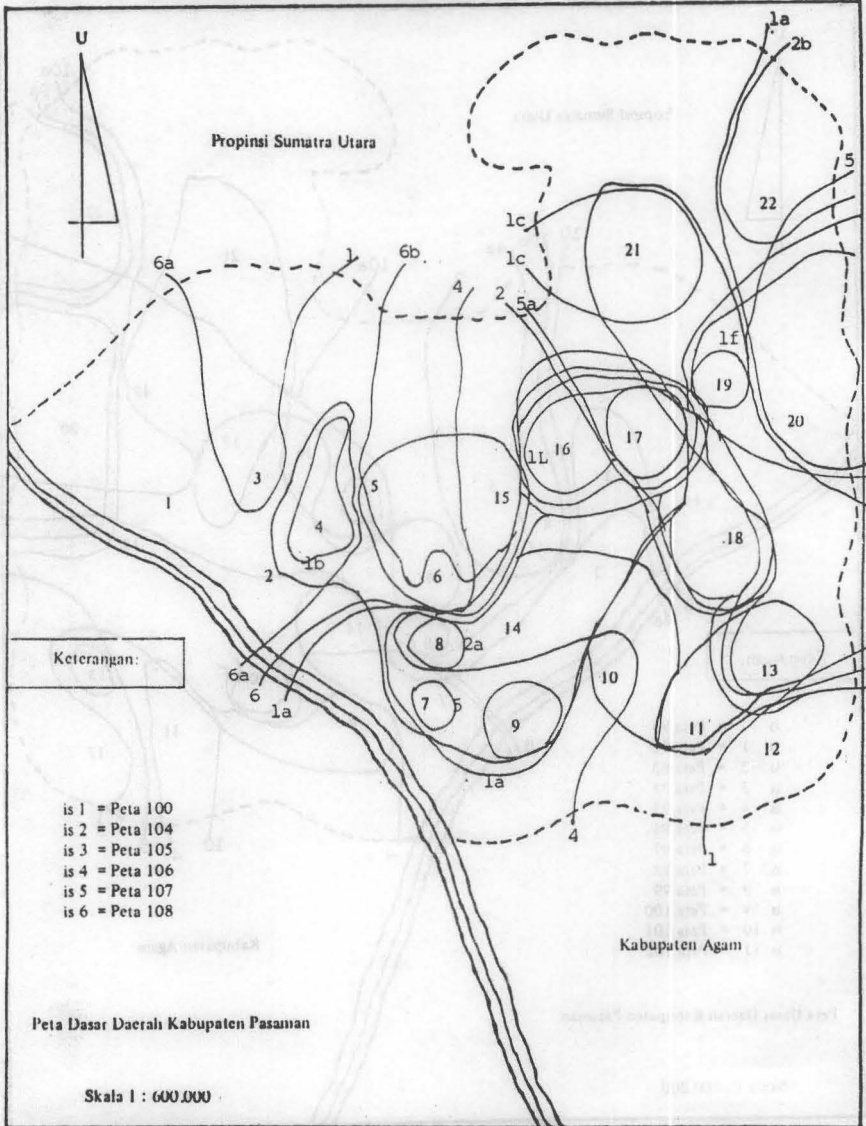 1a
U
2b
Propinsi Sumatra Utara
5
22
1c
21
6a
1
6b
1c
4
2
5a
1f
19
20
17
16
1L
3
5
15
1
4
18
1b
2
6
14
8
2a
Keterangan:
10
13
6a
6
1a
7
6
9
11
12
1a
4
is 1 = Peta 100
is 2 = Peta 104
1
is 3 = Peta 105
is 4 = Peta 106
is 5 = Peta 107
is 6 = Peta 108
Kabupaten Agam
Peta Dasar Daerah Kabupaten Pasaman
Skala 1 : 600.000